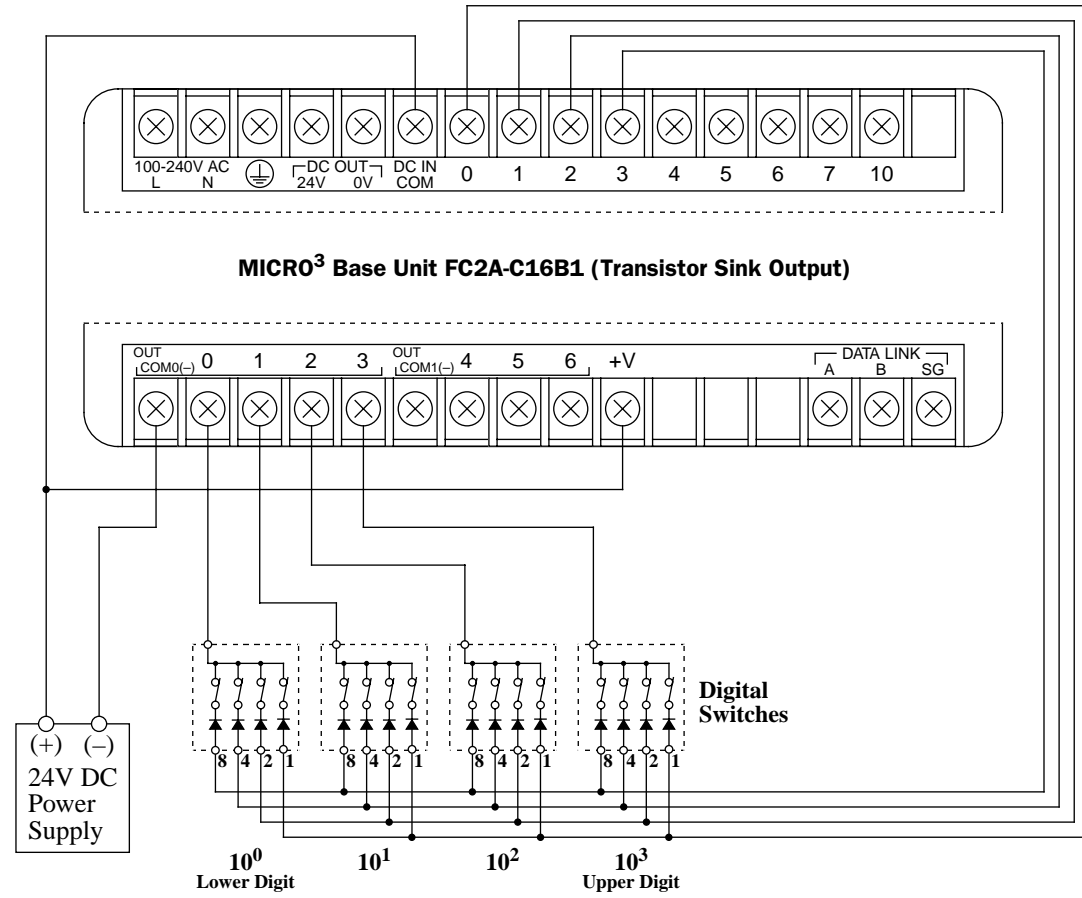 100-240V AC
L N
DC OUT
24V 0V
DC IN
COM
0 1 2 3 4 5 6 7 10
MICRO³ Base Unit FC2A-C16B1 (Transistor Sink Output)
OUT
COM0(–) 0 1 2 3
OUT
COM1(–) 4 5 6 +V
DATA LINK
A B SG
Digital
Switches
(+) (–)
24V DC
Power
Supply
8 4 2 1 8 4 2 1 8 4 2 1 8 4 2 1
10⁰ 10¹ 10² 10³
Lower Digit Upper Digit